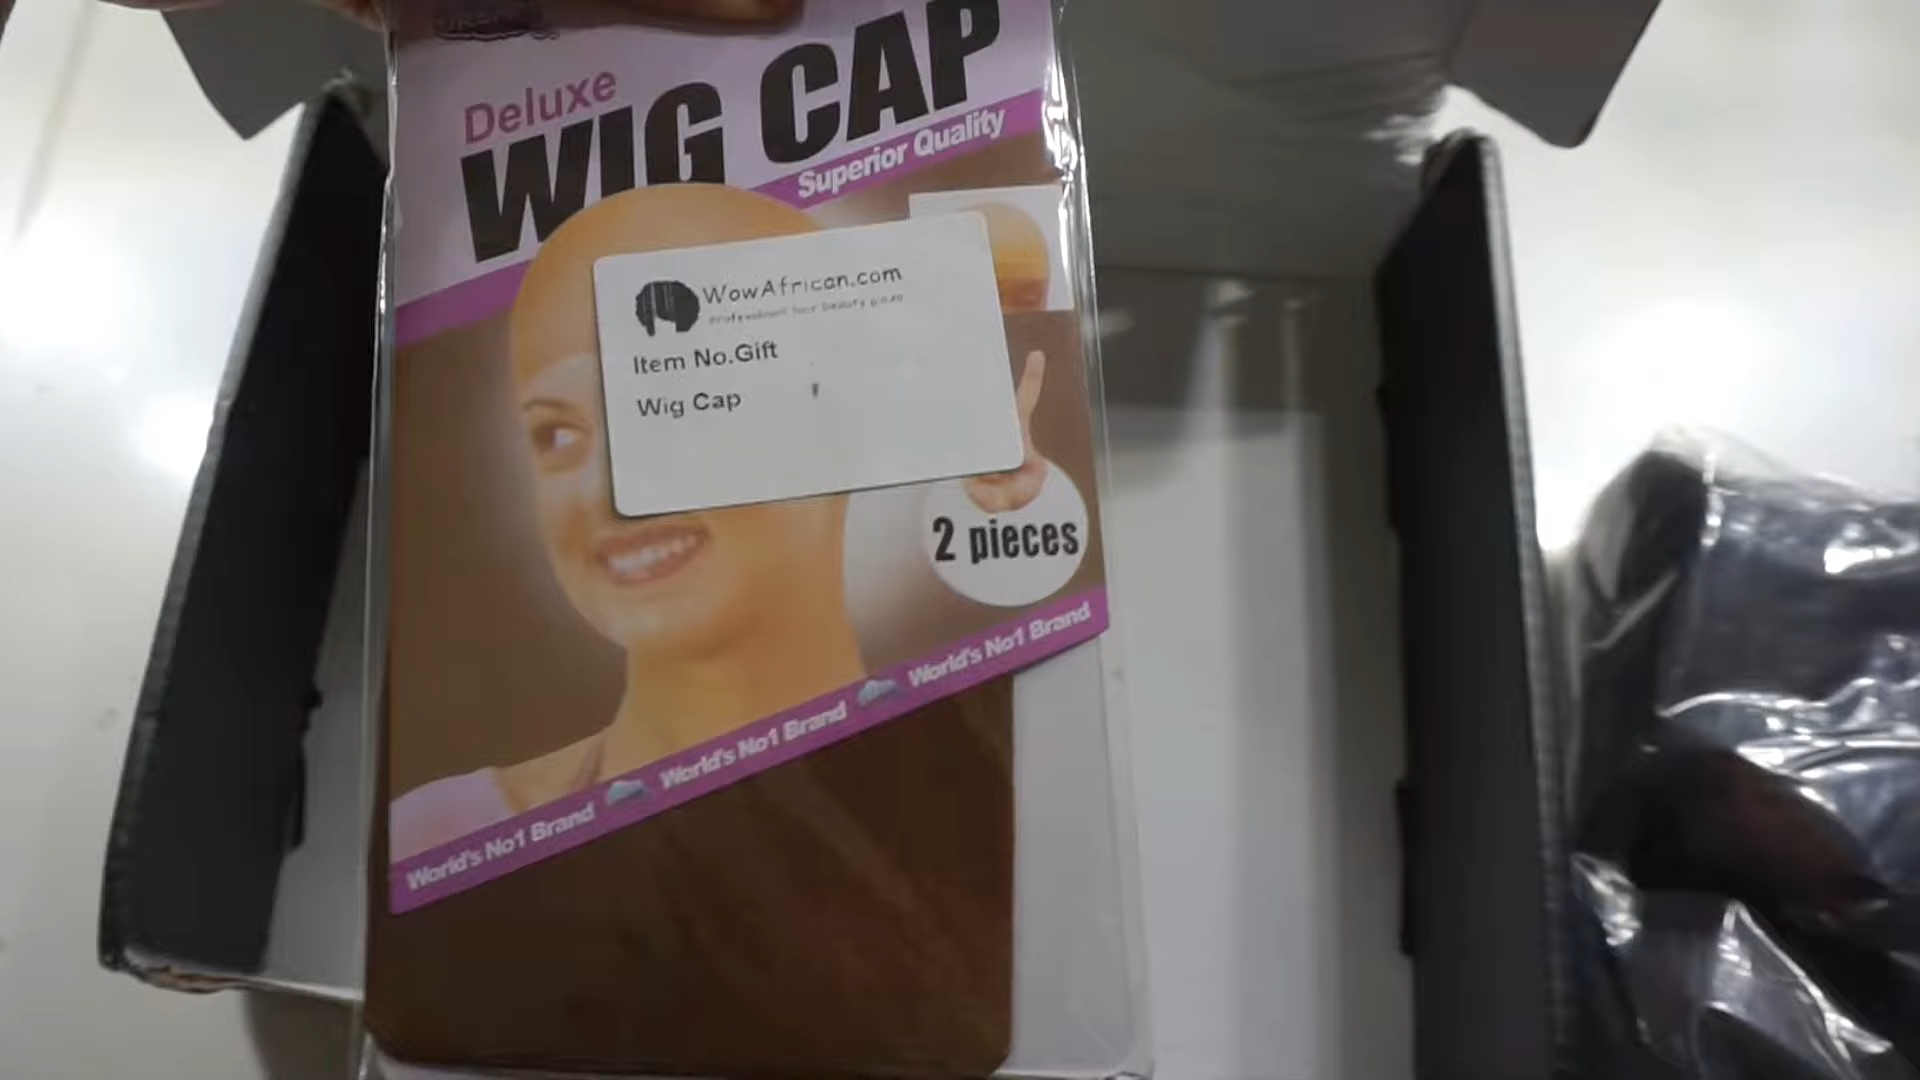 Deluxe
WIG CAP
Superior Quality
WowAfrican.com
Item No.Gift
Wig Cap
2 pieces
World's No1 Brand World's No1 Brand World's No1 Brand